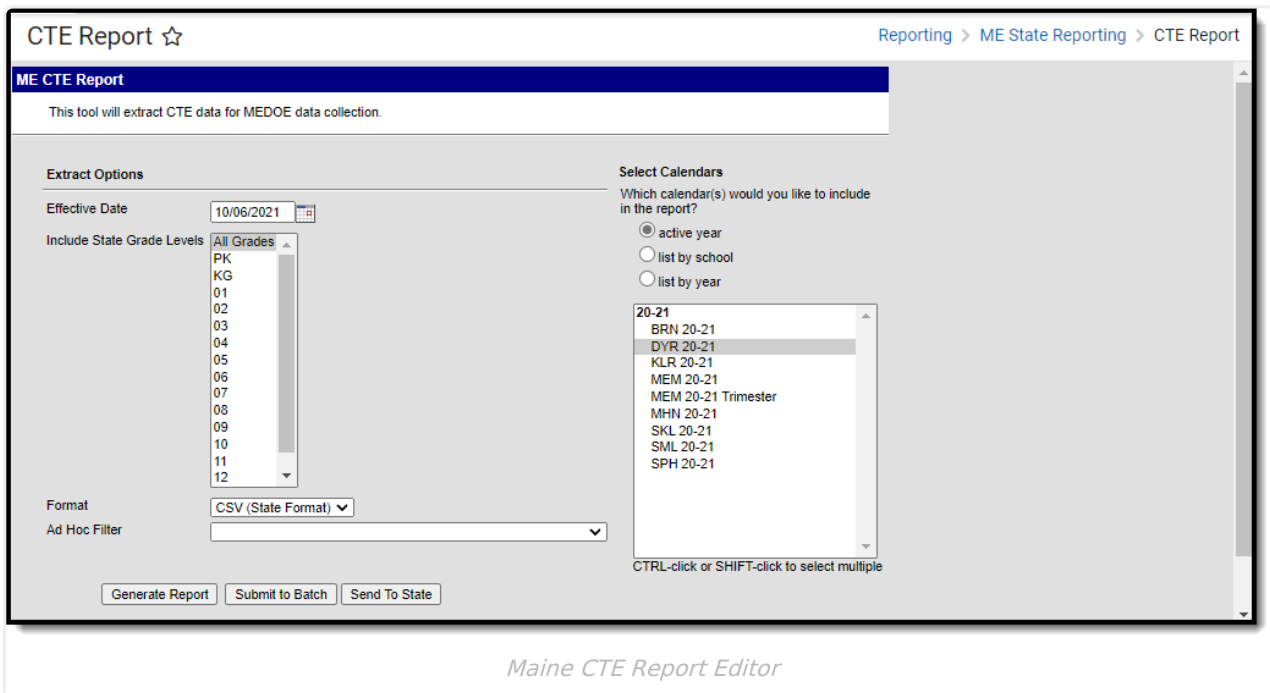 CTE Report
Reporting > ME State Reporting > CTE Report
ME CTE Report
This tool will extract CTE data for MEDOE data collection.
Extract Options
Effective Date
10/06/2021
Include State Grade Levels
All Grades
PK
KG
01
02
03
04
05
06
07
08
09
10
11
12
Format
CSV (State Format)
Ad Hoc Filter
Generate Report
Submit to Batch
Send To State
Select Calendars
Which calendar(s) would you like to include
in the report?
active year
list by school
list by year
20-21
BRN 20-21
DYR 20-21
KLR 20-21
MEM 20-21
MEM 20-21 Trimester
MHN 20-21
SKL 20-21
SML 20-21
SPH 20-21
CTRL-click or SHIFT-click to select multiple
Maine CTE Report Editor